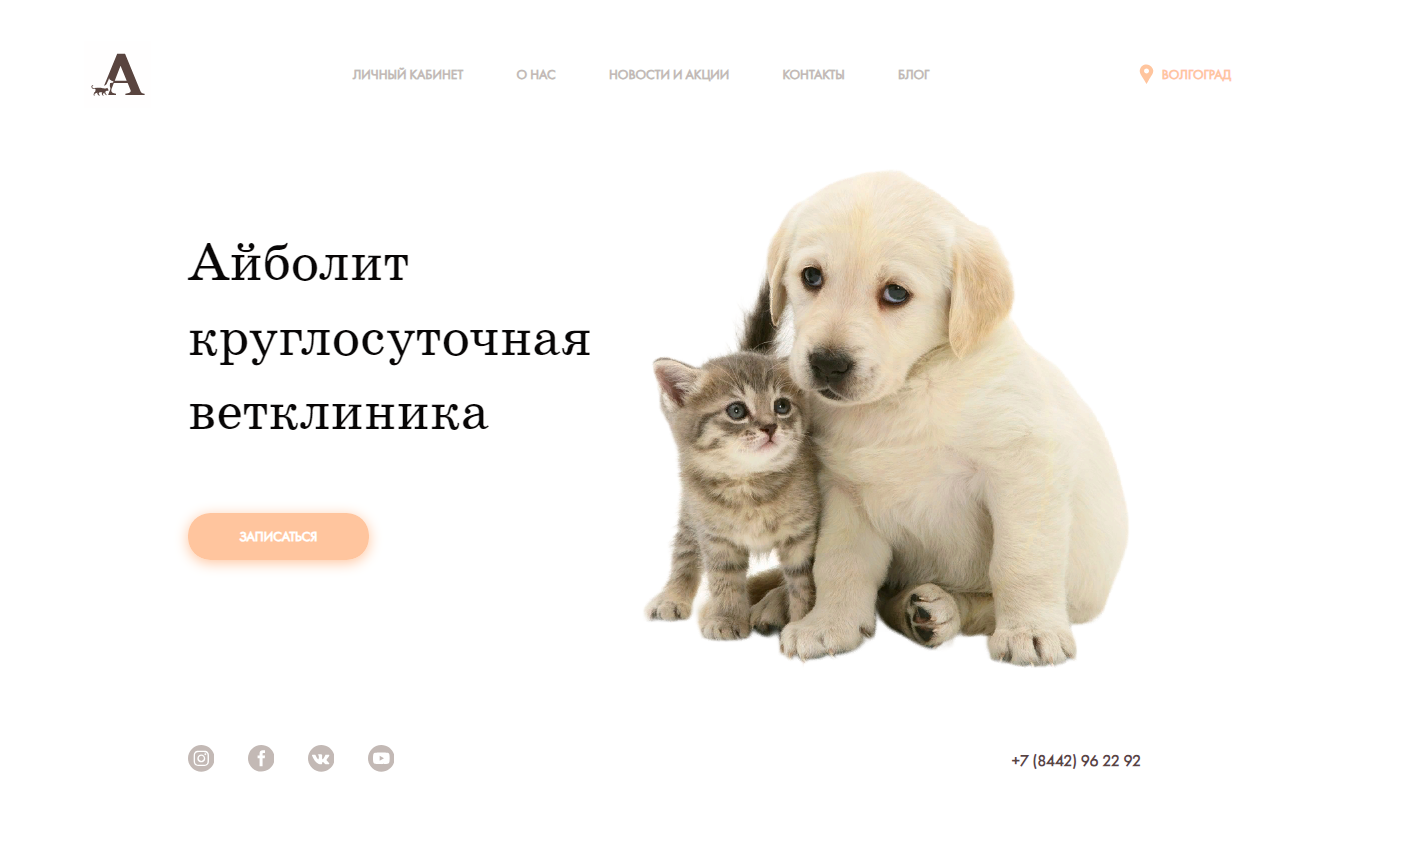 А
ЛИЧНЫЙ КАБИНЕТ
О НАС
НОВОСТИ И АКЦИИ
КОНТАКТЫ
БЛОГ
ВОЛГОГРАД
Айболит
круглосуточная
ветклиника
ЗАПИСАТЬСЯ
+7 (8442) 96 22 92